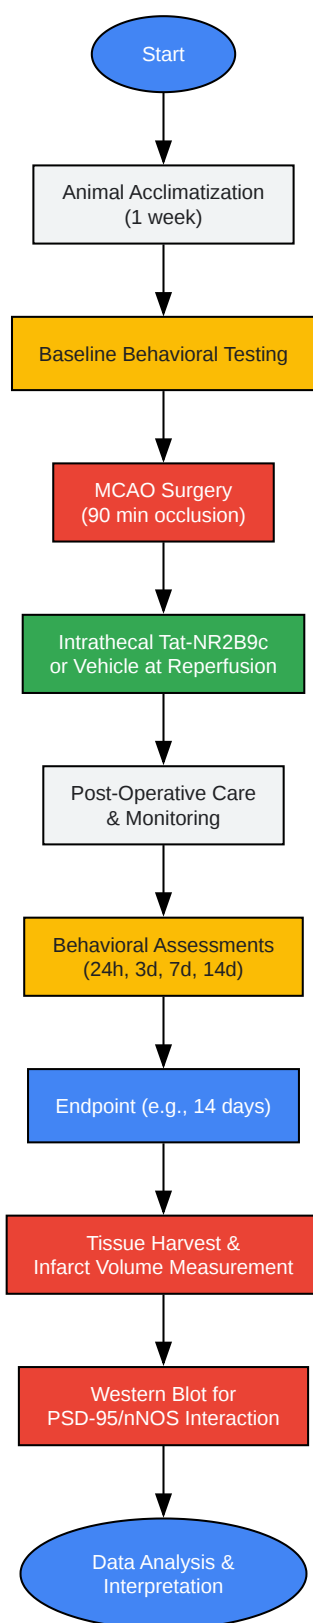 Start
Animal Acclimatization
(1 week)
Baseline Behavioral Testing
MCAO Surgery
(90 min occlusion)
Intrathecal Tat-NR2B9c
or Vehicle at Reperfusion
Post-Operative Care
& Monitoring
Behavioral Assessments
(24h, 3d, 7d, 14d)
Endpoint (e.g., 14 days)
Tissue Harvest &
Infarct Volume Measurement
Western Blot for
PSD-95/nNOS Interaction
Data Analysis &
Interpretation